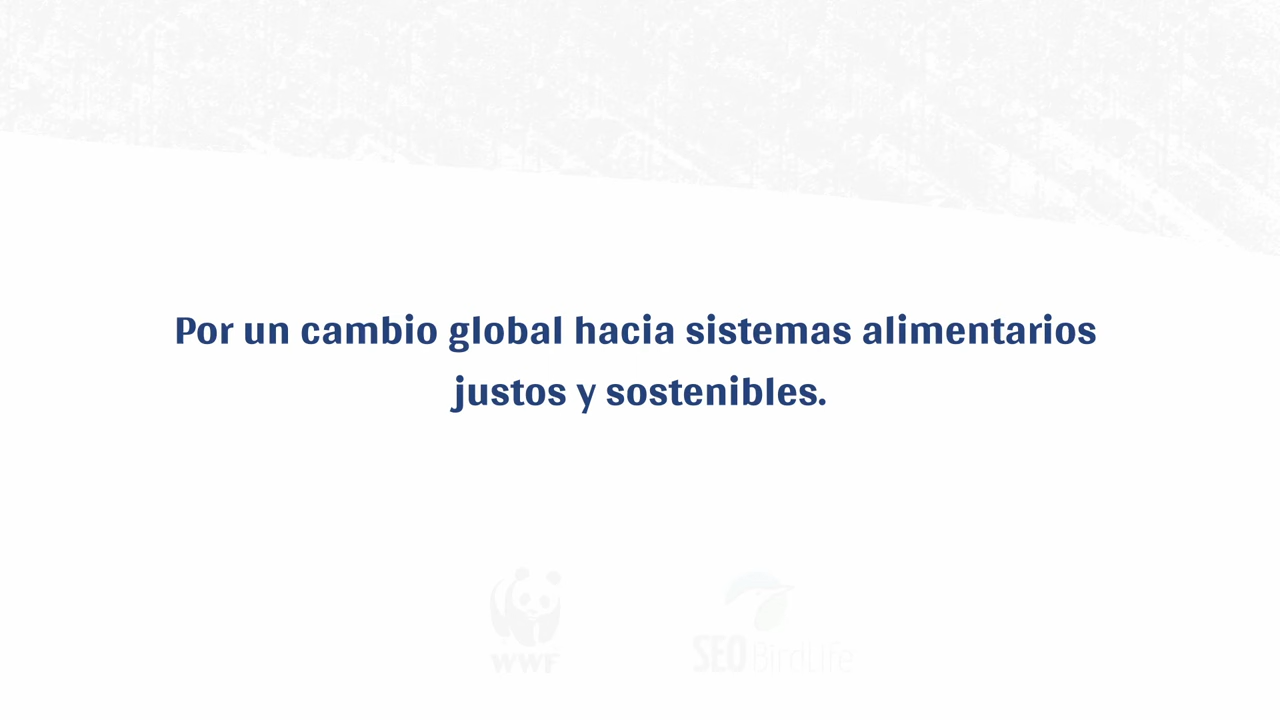 Por un cambio global hacia sistemas alimentarios
justos y sostenibles.
WWF
SEO BirdLife